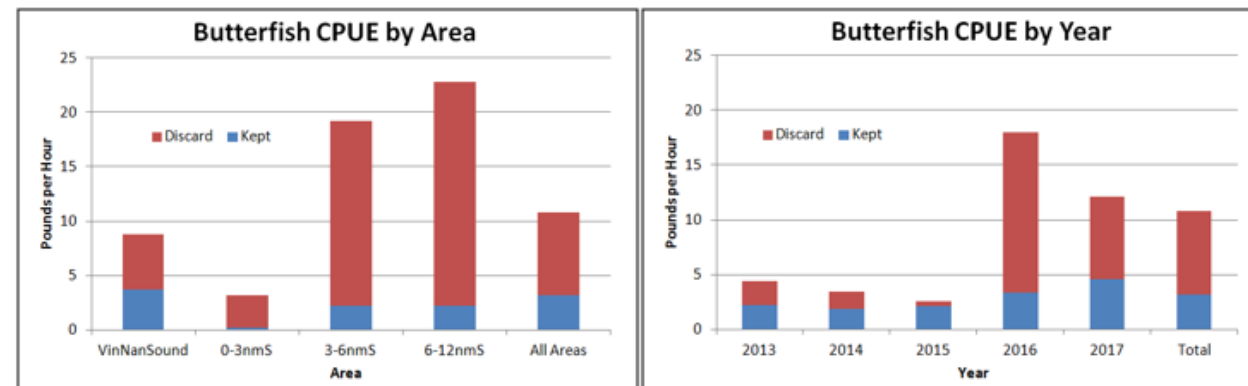 Butterfish CPUE by Area
Pounds per Hour
25
20
15
10
5
0
Discard Kept
VinNanSound 0-3nmS 3-6nmS 6-12nmS All Areas
Area
Butterfish CPUE by Year
Pounds per Hour
25
20
15
10
5
0
Discard Kept
2013 2014 2015 2016 2017 Total
Year